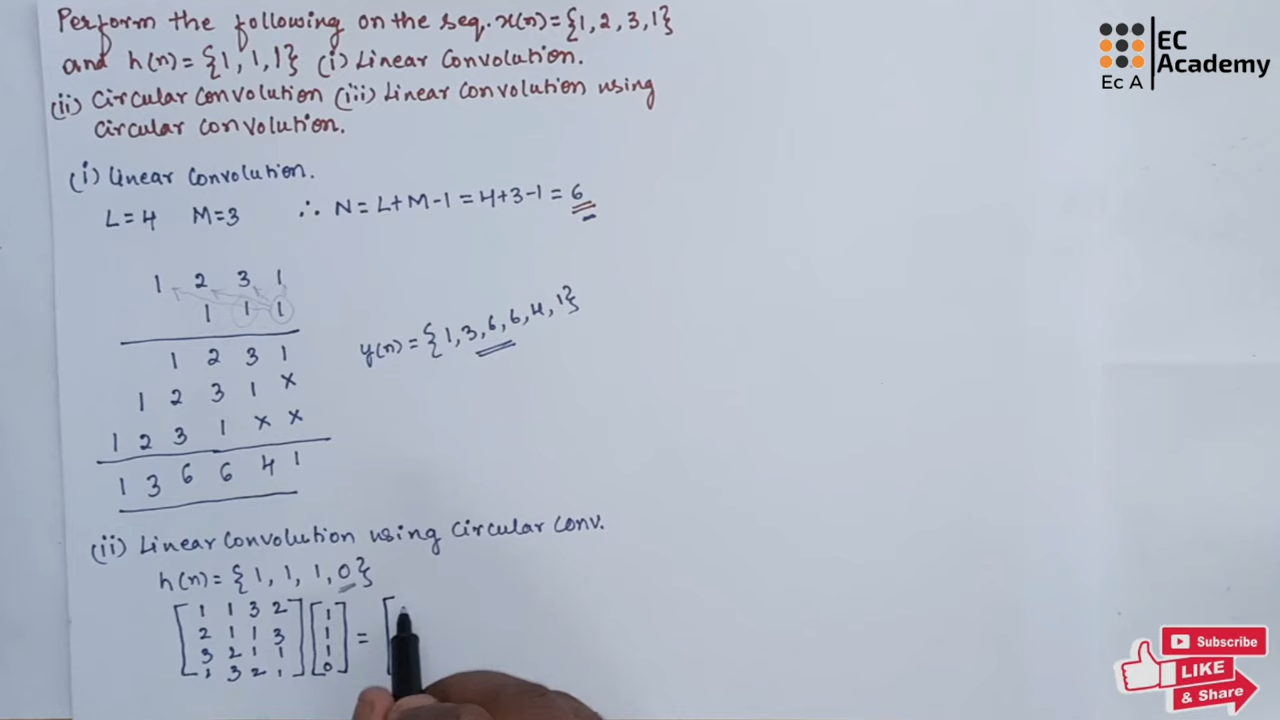 Perform the following on the seq. x(n)={1,2,3,1}
and h(n)={1,1,1} (i) Linear Convolution.
(ii) Circular Convolution (iii) Linear Convolution using
Circular Convolution.
(i) Linear Convolution.
L=4 M=3 ∴ N=L+M-1=4+3-1=6
1 2 3 1
1 1 1
1 2 3 1
1 2 3 1 x
1 2 3 1 x x
1 3 6 6 4 1
y(n)={1,3,6,6,4,1}
(ii) Linear Convolution using Circular Conv.
h(n)={1,1,1,0}
[1 1 3 2] [1]
[2 1 1 3] [1] = [
[3 2 1 1] [1]
[1 3 2 1] [0]
EC
Academy
Ec A
Subscribe
LIKE
& Share